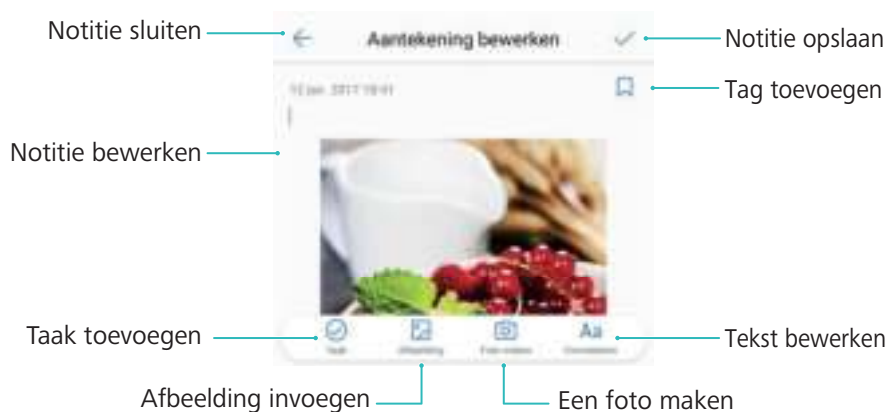 Notitie sluiten
Aantekening bewerken
Notitie opslaan
Tag toevoegen
Notitie bewerken
Taak toevoegen
Aa
Tekst bewerken
Afbeelding invoegen
Een foto maken